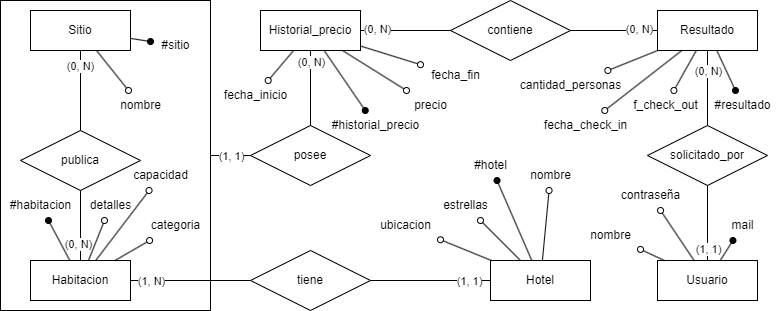 Sitio
Historial_precio
(0, N)
contiene
(0, N)
Resultado
#sitio
(0, N)
(0, N)
(0, N)
fecha_fin
cantidad_personas
nombre
fecha_inicio
precio
f_check_out
#resultado
#historial_precio
fecha_check_in
publica
(1, 1)
posee
solicitado_por
capacidad
#hotel
nombre
#habitacion
detalles
estrellas
contraseña
categoria
ubicacion
nombre
mail
(0, N)
(1, 1)
Habitacion
(1, N)
tiene
(1, 1)
Hotel
Usuario